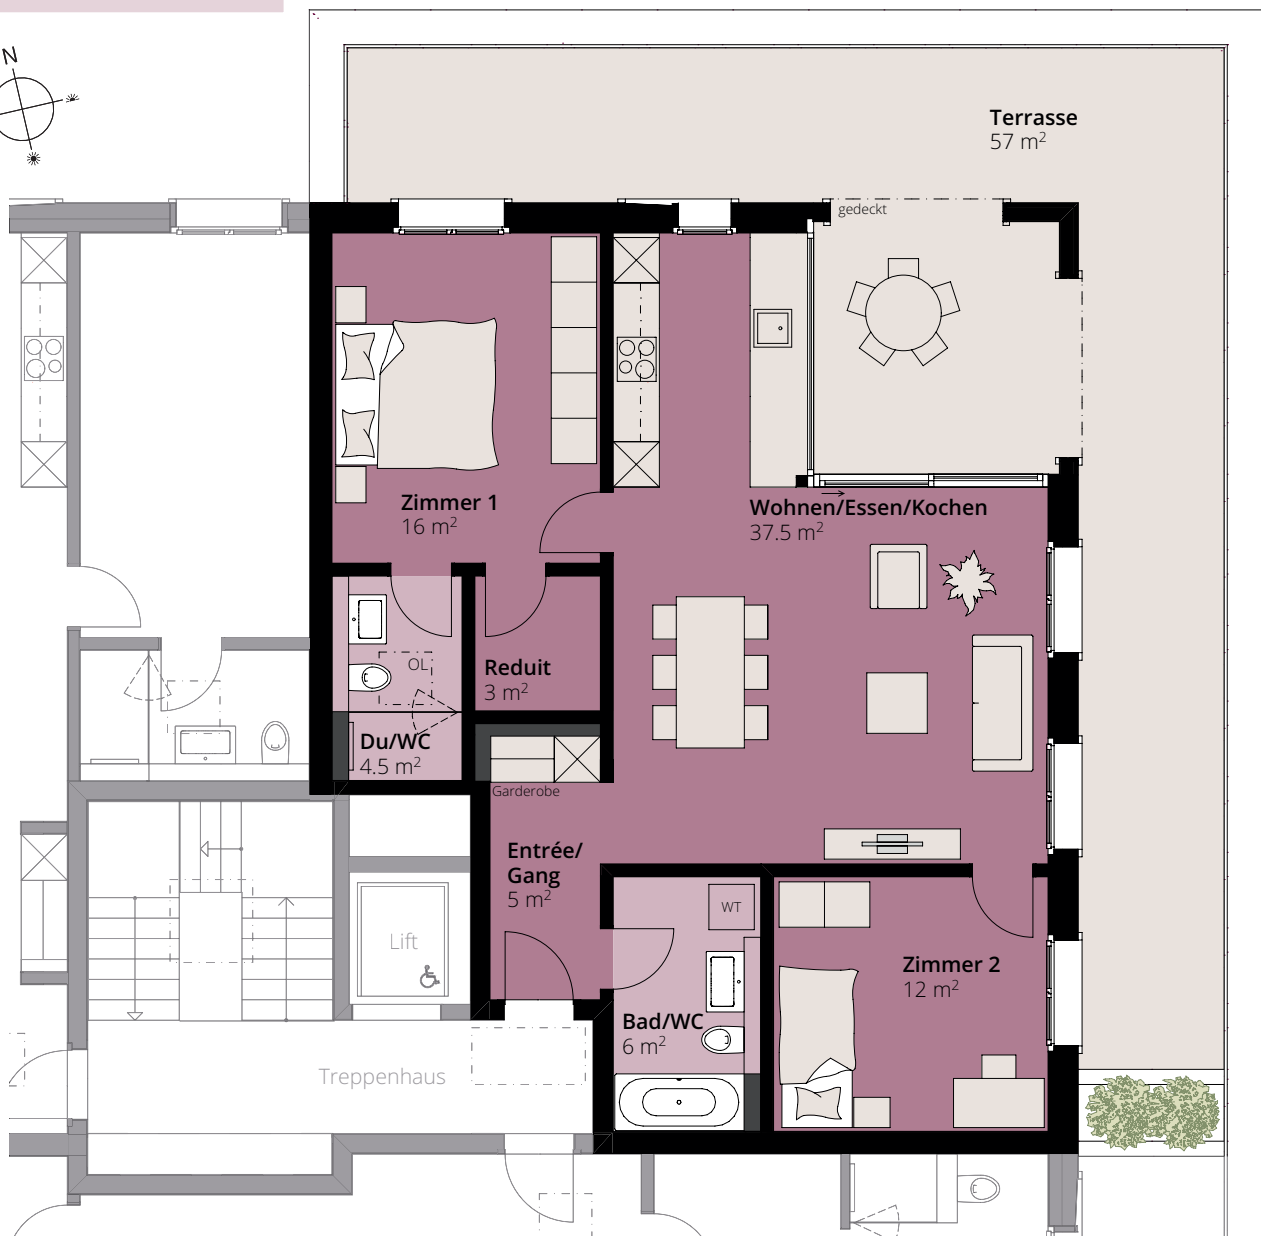 N
Terrasse
57 m²
gedeckt
Zimmer 1
16 m²
Wohnen/Essen/Kochen
37.5 m²
OL
Reduit
3 m²
Du/WC
4.5 m²
Garderobe
Entrée/
Gang
5 m²
WT
Lift
Zimmer 2
12 m²
Bad/WC
6 m²
Treppenhaus